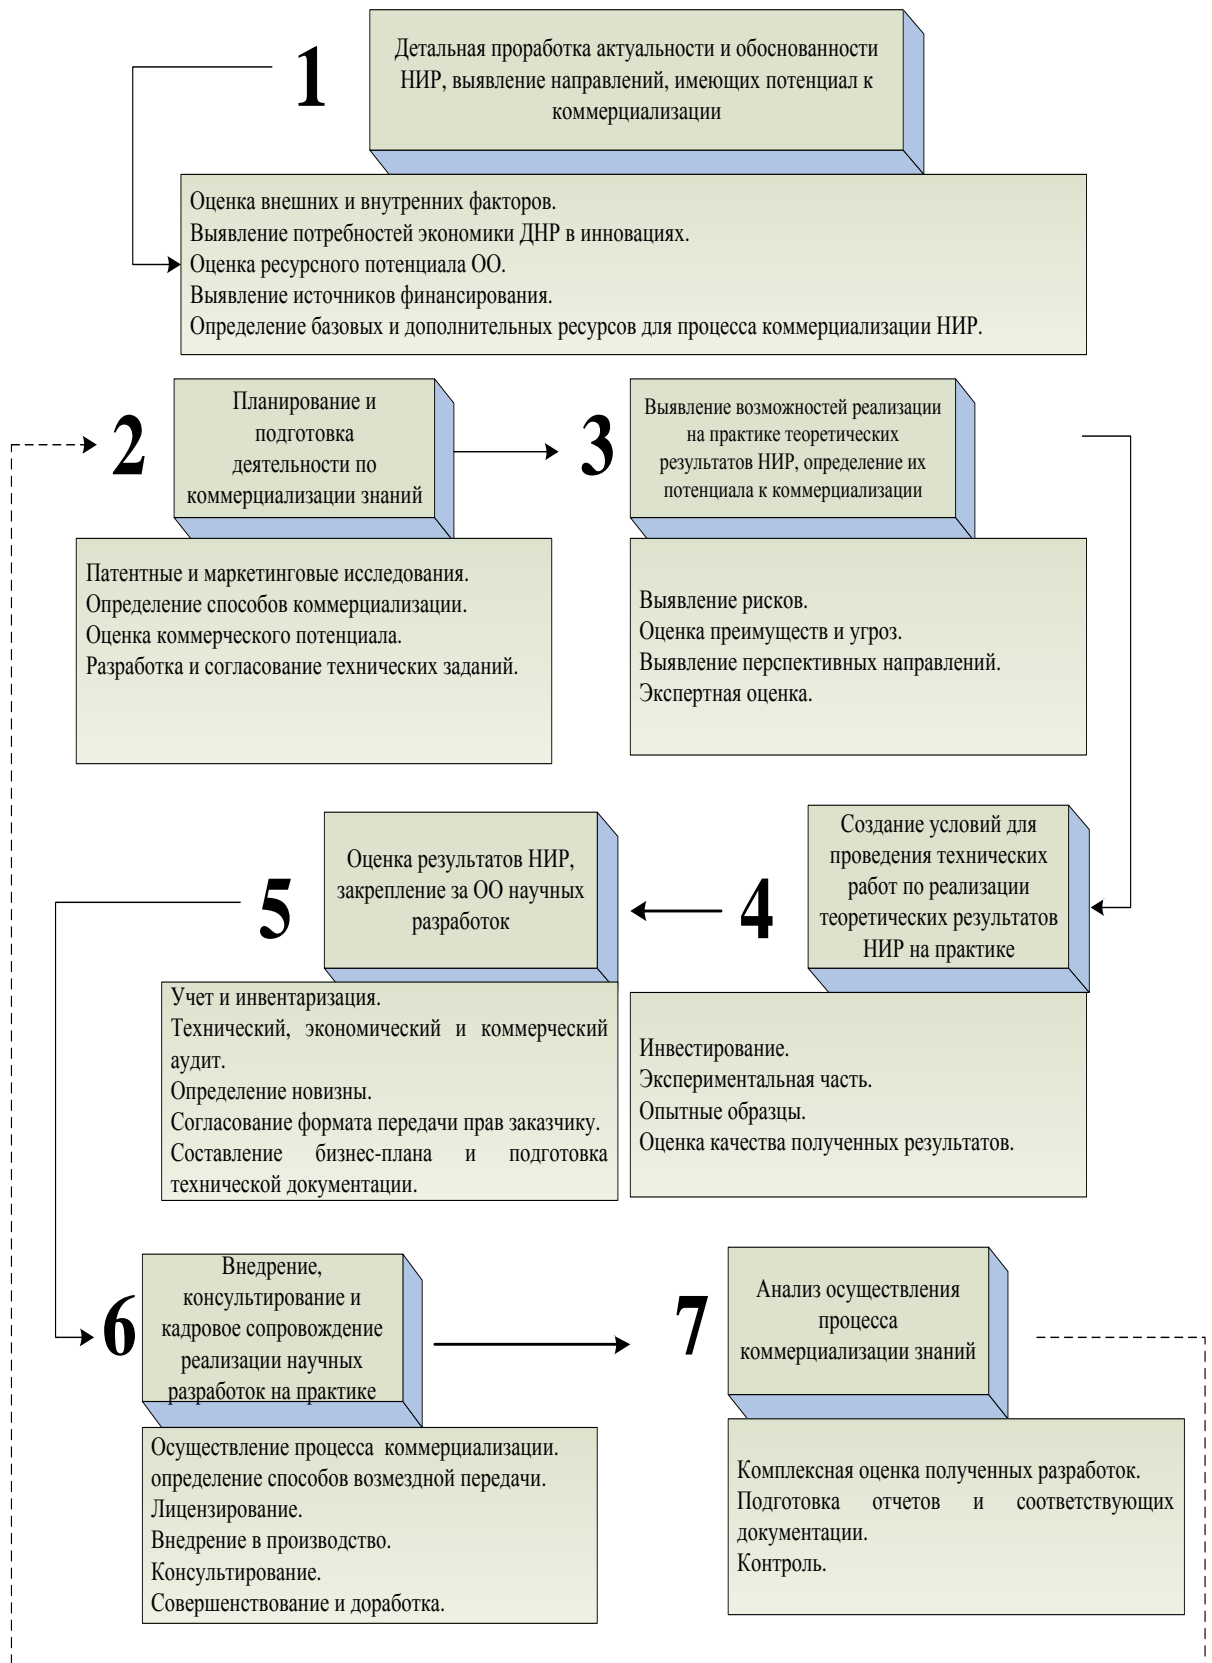 1
Детальная проработка актуальности и обоснованности
НИР, выявление направлений, имеющих потенциал к
коммерциализации
Оценка внешних и внутренних факторов.
Выявление потребностей экономики ДНР в инновациях.
Оценка ресурсного потенциала ОО.
Выявление источников финансирования.
Определение базовых и дополнительных ресурсов для процесса коммерциализации НИР.
2
Планирование и
подготовка
деятельности по
коммерциализации знаний
Патентные и маркетинговые исследования.
Определение способов коммерциализации.
Оценка коммерческого потенциала.
Разработка и согласование технических заданий.
3
Выявление возможностей реализации
на практике теоретических
результатов НИР, определение их
потенциала к коммерциализации
Выявление рисков.
Оценка преимуществ и угроз.
Выявление перспективных направлений.
Экспертная оценка.
4
Создание условий для
проведения технических
работ по реализации
теоретических результатов
НИР на практике
Инвестирование.
Экспериментальная часть.
Опытные образцы.
Оценка качества полученных результатов.
5
Оценка результатов НИР,
закрепление за ОО научных
разработок
Учет и инвентаризация.
Технический, экономический и коммерческий
аудит.
Определение новизны.
Согласование формата передачи прав заказчику.
Составление бизнес-плана и подготовка
технической документации.
6
Внедрение,
консультирование и
кадровое сопровождение
реализации научных
разработок на практике
Осуществление процесса коммерциализации.
определение способов возмездной передачи.
Лицензирование.
Внедрение в производство.
Консультирование.
Совершенствование и доработка.
7
Анализ осуществления
процесса
коммерциализации знаний
Комплексная оценка полученных разработок.
Подготовка отчетов и соответствующих
документации.
Контроль.